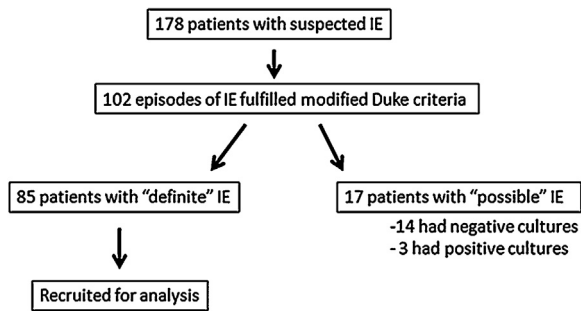 178 patients with suspected IE
102 episodes of IE fulfilled modified Duke criteria
85 patients with “definite” IE
17 patients with “possible” IE
-14 had negative cultures
- 3 had positive cultures
Recruited for analysis